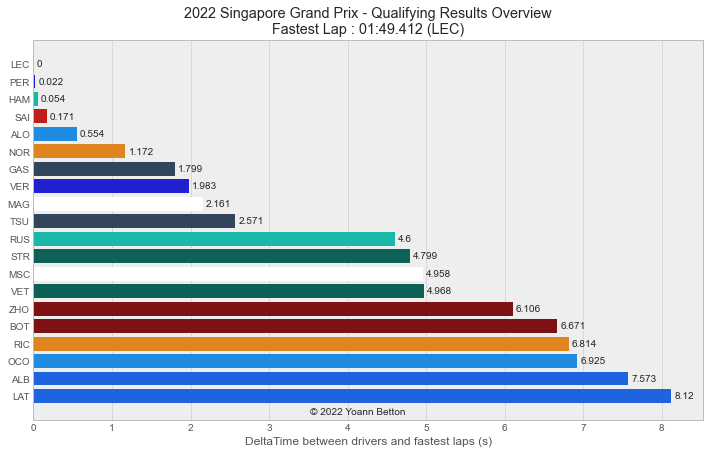 2022 Singapore Grand Prix - Qualifying Results Overview
Fastest Lap : 01:49.412 (LEC)
LEC 0
PER 0.022
HAM 0.054
SAI 0.171
ALO 0.554
NOR 1.172
GAS 1.799
VER 1.983
MAG 2.161
TSU 2.571
RUS 4.6
STR 4.799
MSC 4.958
VET 4.968
ZHO 6.106
BOT 6.671
RIC 6.814
OCO 6.925
ALB 7.573
LAT 8.12
© 2022 Yoann Betton
0 1 2 3 4 5 6 7 8
DeltaTime between drivers and fastest laps (s)